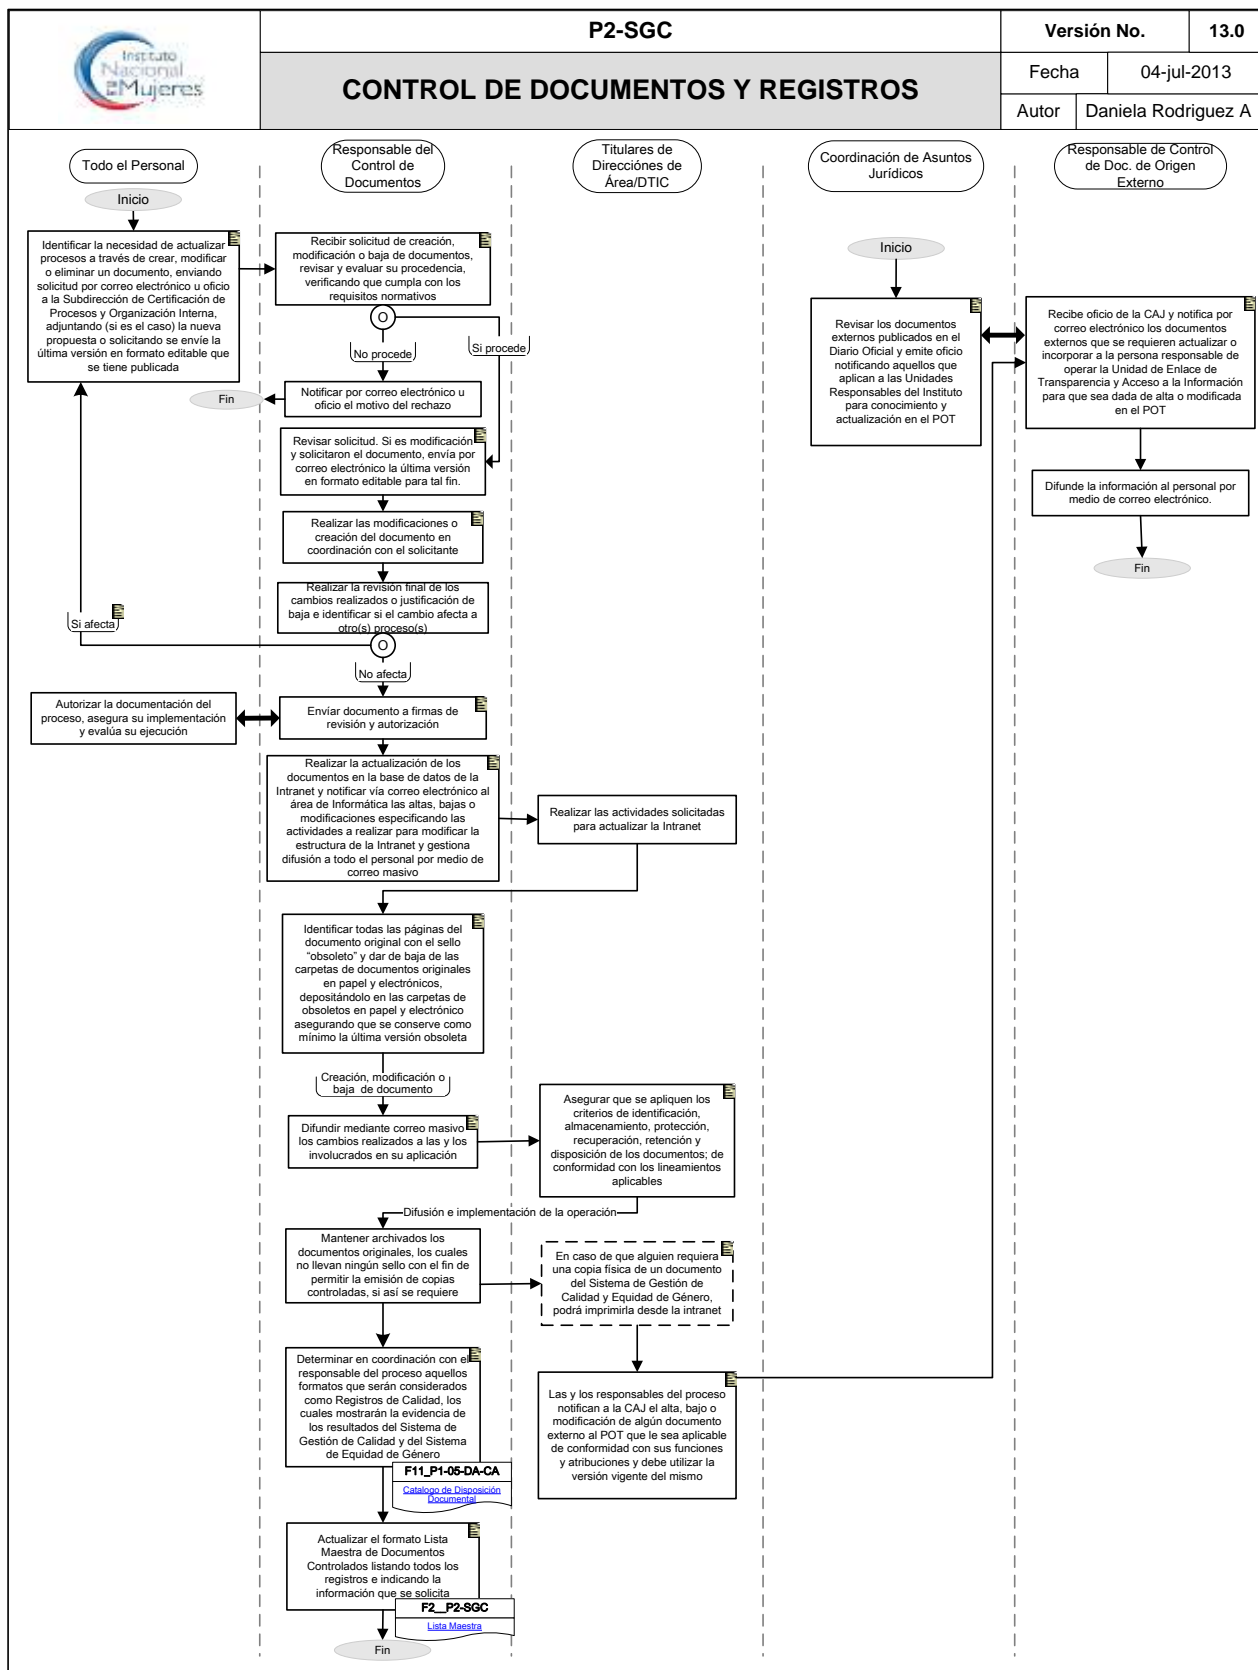 Instituto
Nacional
de las Mujeres
P2-SGC
CONTROL DE DOCUMENTOS Y REGISTROS
Versión No.
13.0
Fecha
04-jul-2013
Autor
Daniela Rodriguez A
Todo el Personal
Responsable del
Control de
Documentos
Titulares de
Direcciónes de
Área/DTIC
Coordinación de Asuntos
Jurídicos
Responsable de Control
de Doc. de Origen
Externo
Inicio
Identificar la necesidad de actualizar
procesos a través de crear, modificar
o eliminar un documento, enviando
solicitud por correo electrónico u oficio
a la Subdirección de Certificación de
Procesos y Organización Interna,
adjuntando (si es el caso) la nueva
propuesta o solicitando se envíe la
última versión en formato editable que
se tiene publicada
Recibir solicitud de creación,
modificación o baja de documentos,
revisar y evaluar su procedencia,
verificando que cumpla con los
requisitos normativos
O
No procede
Si procede
Notificar por correo electrónico u
oficio el motivo del rechazo
Fin
Revisar solicitud. Si es modificación
y solicitaron el documento, envía por
correo electrónico la última versión
en formato editable para tal fin.
Realizar las modificaciones o
creación del documento en
coordinación con el solicitante
Realizar la revisión final de los
cambios realizados o justificación de
baja e identificar si el cambio afecta a
otro(s) proceso(s)
O
Si afecta
No afecta
Envíar documento a firmas de
revisión y autorización
Autorizar la documentación del
proceso, asegura su implementación
y evalúa su ejecución
Realizar la actualización de los
documentos en la base de datos de la
Intranet y notificar vía correo electrónico al
área de Informática las altas, bajas o
modificaciones especificando las
actividades a realizar para modificar la
estructura de la Intranet y gestiona
difusión a todo el personal por medio de
correo masivo
Realizar las actividades solicitadas
para actualizar la Intranet
Identificar todas las páginas del
documento original con el sello
“obsoleto” y dar de baja de las
carpetas de documentos originales
en papel y electrónicos,
depositándolo en las carpetas de
obsoletos en papel y electrónico
asegurando que se conserve como
mínimo la última versión obsoleta
Creación, modificación o
baja de documento
Difundir mediante correo masivo
los cambios realizados a las y los
involucrados en su aplicación
Asegurar que se apliquen los
criterios de identificación,
almacenamiento, protección,
recuperación, retención y
disposición de los documentos; de
conformidad con los lineamientos
aplicables
Difusión e implementación de la operación
Mantener archivados los
documentos originales, los cuales
no llevan ningún sello con el fin de
permitir la emisión de copias
controladas, si así se requiere
En caso de que alguien requiera
una copia física de un documento
del Sistema de Gestión de
Calidad y Equidad de Género,
podrá imprimirla desde la intranet
Determinar en coordinación con el
responsable del proceso aquellos
formatos que serán considerados
como Registros de Calidad, los
cuales mostrarán la evidencia de
los resultados del Sistema de
Gestión de Calidad y del Sistema
de Equidad de Género
F11_P1-05-DA-CA
Catalogo de Disposición
Documental
Las y los responsables del proceso
notifican a la CAJ el alta, bajo o
modificación de algún documento
externo al POT que le sea aplicable
de conformidad con sus funciones
y atribuciones y debe utilizar la
versión vigente del mismo
Actualizar el formato Lista
Maestra de Documentos
Controlados listando todos los
registros e indicando la
información que se solicita
F2__P2-SGC
Lista Maestra
Fin
Inicio
Revisar los documentos
externos publicados en el
Diario Oficial y emite oficio
notificando aquellos que
aplican a las Unidades
Responsables del Instituto
para conocimiento y
actualización en el POT
Recibe oficio de la CAJ y notifica por
correo electrónico los documentos
externos que se requieren actualizar o
incorporar a la persona responsable de
operar la Unidad de Enlace de
Transparencia y Acceso a la Información
para que sea dada de alta o modificada
en el POT
Difunde la información al personal por
medio de correo electrónico.
Fin